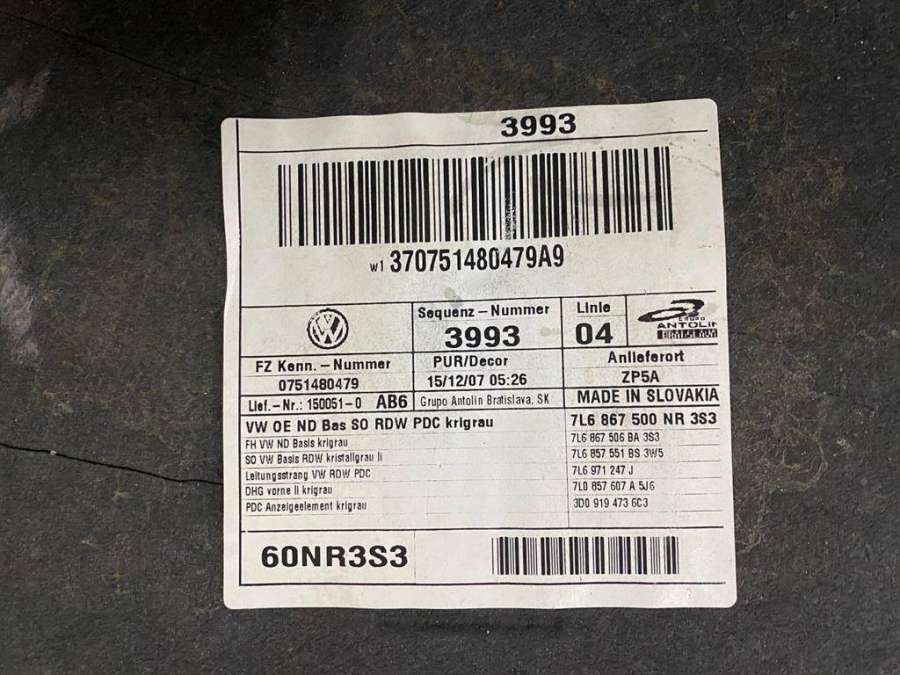 3993
w1 370751480479A9
Sequenz-Nummer
3993
Linie
04
GRUPO
ANTOLIN
BRATISLAVA
FZ Kenn.-Nummer
0751480479
PUR/Decor
15/12/07 05:26
Anlieferort
ZP5A
Lief.-Nr.: 150051-0 AB6
Grupo Antolin Bratislava, SK
MADE IN SLOVAKIA
VW OE ND Bas SO RDW PDC krigrau 7L6 867 500 NR 3S3
FH VW ND Basis krigrau 7L6 867 506 BA 3S3
SO VW Basis RDW kristallgrau li 7L6 857 551 BS 3W5
Leitungsstrang VW RDW PDC 7L6 971 247 J
DHG vorne li krigrau 7L0 857 607 A 5J6
PDC Anzeigeelement krigrau 3D0 919 473 6C3
60NR3S3